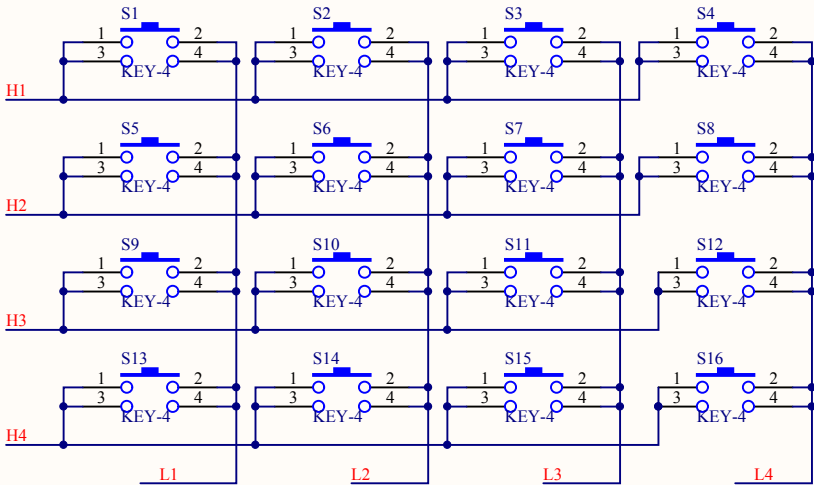 S1 S2 S3 S4
1 2 1 2 1 2 1 2
3 4 3 4 3 4 3 4
KEY-4 KEY-4 KEY-4 KEY-4
H1
S5 S6 S7 S8
1 2 1 2 1 2 1 2
3 4 3 4 3 4 3 4
KEY-4 KEY-4 KEY-4 KEY-4
H2
S9 S10 S11 S12
1 2 1 2 1 2 1 2
3 4 3 4 3 4 3 4
KEY-4 KEY-4 KEY-4 KEY-4
H3
S13 S14 S15 S16
1 2 1 2 1 2 1 2
3 4 3 4 3 4 3 4
KEY-4 KEY-4 KEY-4 KEY-4
H4
L1 L2 L3 L4